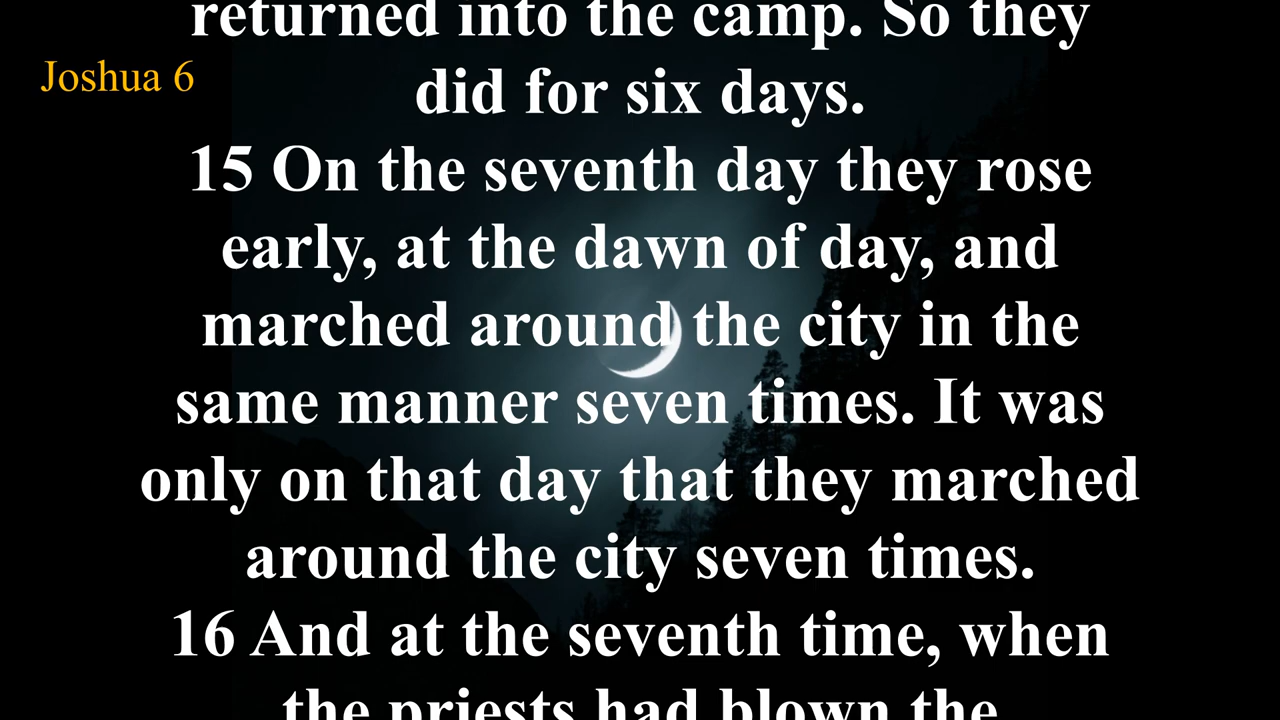 returned into the camp. So they
Joshua 6
did for six days.
15 On the seventh day they rose
early, at the dawn of day, and
marched around the city in the
same manner seven times. It was
only on that day that they marched
around the city seven times.
16 And at the seventh time, when
the priests had blown the